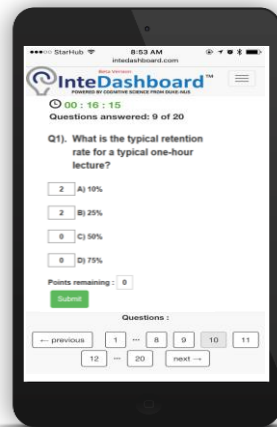 StarHub 8:53 AM
intedashboard.com
Beta Version
InteDashboard™
POWERED BY COGNITIVE SCIENCE FROM DUKE-NUS
00 : 16 : 15
Questions answered: 9 of 20
Q1). What is the typical retention
rate for a typical one-hour
lecture?
2 A) 10%
2 B) 25%
0 C) 50%
0 D) 75%
Points remaining : 0
Submit
Questions :
← previous 1 ··· 8 9 10 11
12 ··· 20 next →